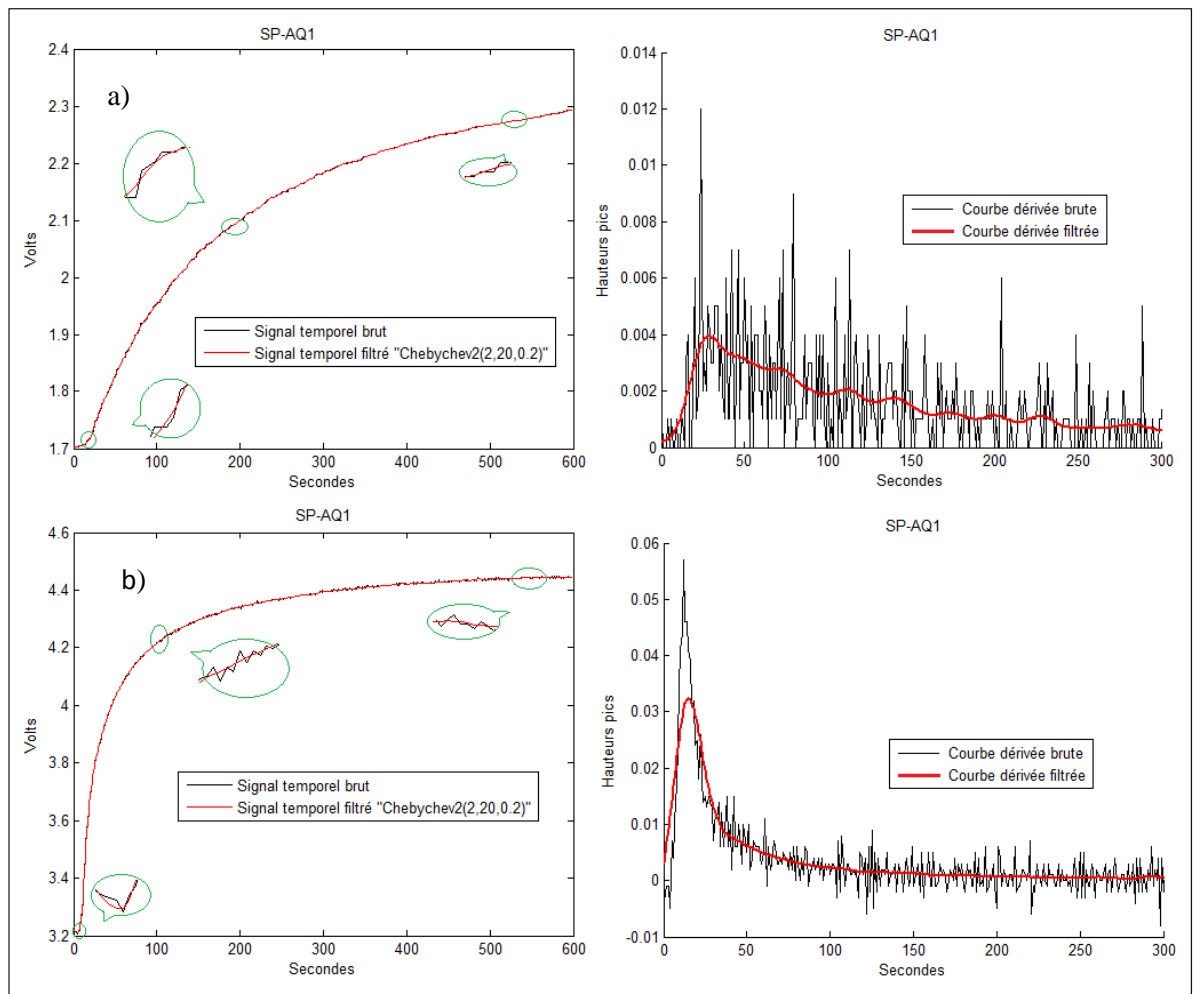 SP-AQ1
a)
2.4
2.3
2.2
2.1
2
1.9
1.8
1.7
Volts
Signal temporel brut
Signal temporel filtré "Chebychev2(2,20,0.2)"
0
100
200
300
400
500
600
Secondes
SP-AQ1
0.014
0.012
0.01
0.008
0.006
0.004
0.002
0
Hauteurs pics
Courbe dérivée brute
Courbe dérivée filtrée
0
50
100
150
200
250
300
Secondes
SP-AQ1
b)
4.6
4.4
4.2
4
3.8
3.6
3.4
3.2
Volts
Signal temporel brut
Signal temporel filtré "Chebychev2(2,20,0.2)"
0
100
200
300
400
500
600
Secondes
SP-AQ1
0.06
0.05
0.04
0.03
0.02
0.01
0
-0.01
Hauteurs pics
Courbe dérivée brute
Courbe dérivée filtrée
0
50
100
150
200
250
300
Secondes